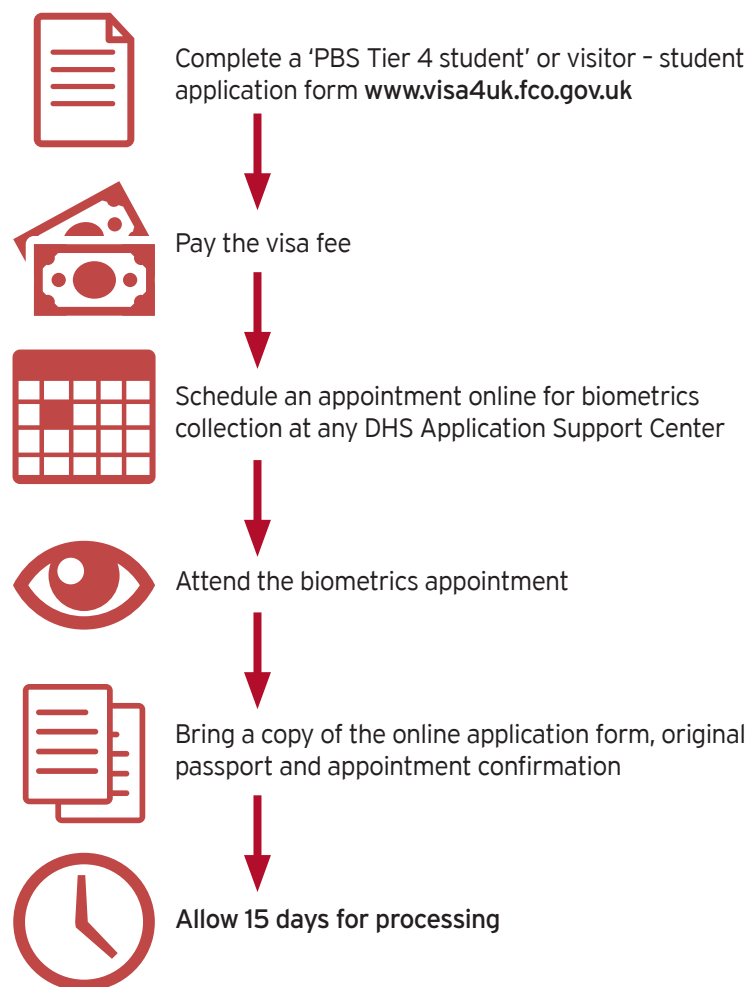 Complete a ‘PBS Tier 4 student’ or visitor – student
application form www.visa4uk.fco.gov.uk
Pay the visa fee
Schedule an appointment online for biometrics
collection at any DHS Application Support Center
Attend the biometrics appointment
Bring a copy of the online application form, original
passport and appointment confirmation
Allow 15 days for processing